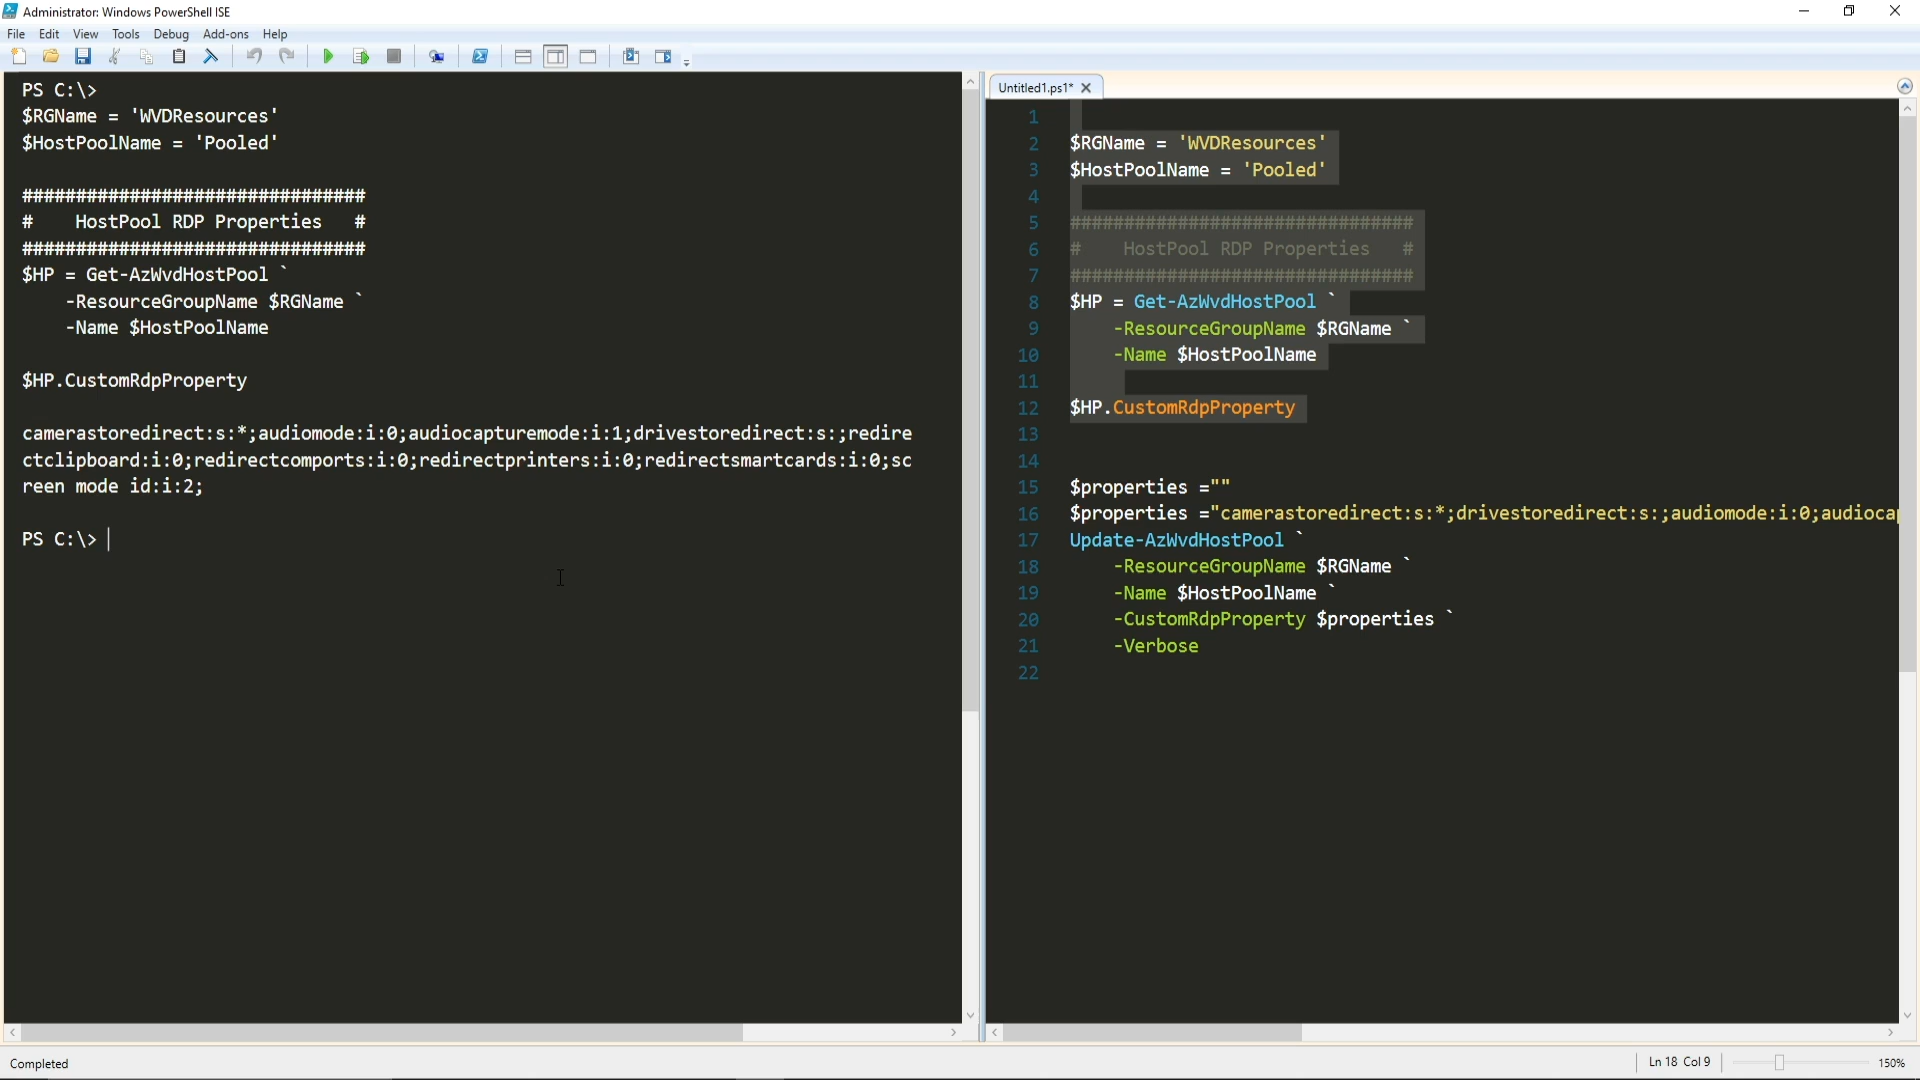 Administrator: Windows PowerShell ISE
File Edit View Tools Debug Add-ons Help
PS C:\>
$RGName = 'WVDResources'
$HostPoolName = 'Pooled'
################################
#    HostPool RDP Properties   #
################################
$HP = Get-AzWvdHostPool `
    -ResourceGroupName $RGName `
    -Name $HostPoolName
$HP.CustomRdpProperty
camerastoredirect:s:*;audiomode:i:0;audiocapturemode:i:1;drivestoredirect:s:;redire
ctclipboard:i:0;redirectcomports:i:0;redirectprinters:i:0;redirectsmartcards:i:0;sc
reen mode id:i:2;
PS C:\>
Untitled1.ps1*
1
2 $RGName = 'WVDResources'
3 $HostPoolName = 'Pooled'
4
5 ################################
6 #    HostPool RDP Properties   #
7 ################################
8 $HP = Get-AzWvdHostPool `
9     -ResourceGroupName $RGName `
10     -Name $HostPoolName
11
12 $HP.CustomRdpProperty
13
14
15 $properties =""
16 $properties ="camerastoredirect:s:*;drivestoredirect:s:;audiomode:i:0;audiocap
17 Update-AzWvdHostPool `
18     -ResourceGroupName $RGName `
19     -Name $HostPoolName `
20     -CustomRdpProperty $properties `
21     -Verbose
22
Completed
Ln 18 Col 9
150%